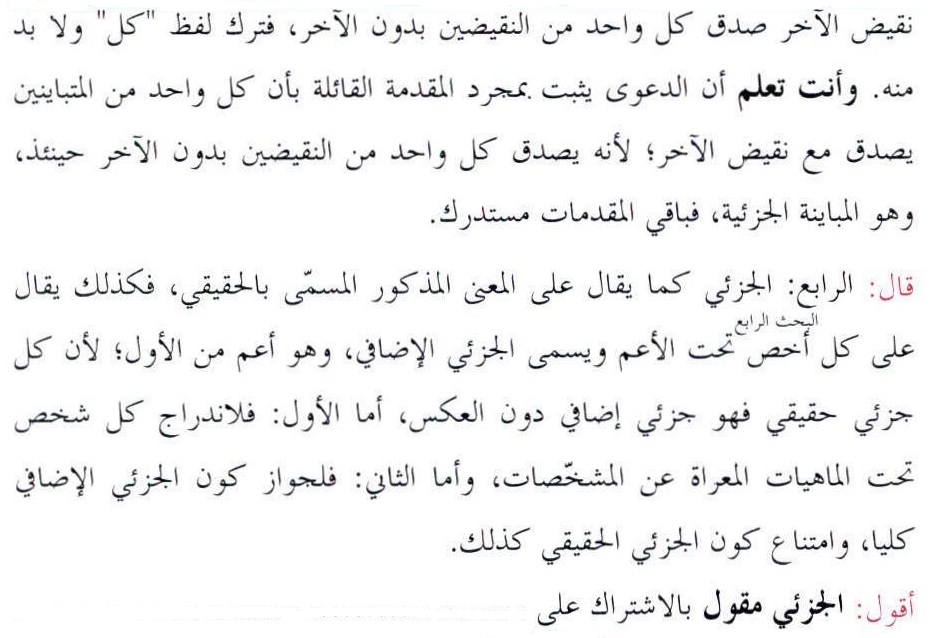 نقيض الآخر صدق كل واحد من النقيضين بدون الآخر، فترك لفظ "كل" ولا بد
منه. وأنت تعلم أن الدعوى يثبت بمجرد المقدمة القائلة بأن كل واحد من المتباينين
يصدق مع نقيض الآخر؛ لأنه يصدق كل واحد من النقيضين بدون الآخر حينئذ،
وهو المباينة الجزئية، فباقي المقدمات مستدرك.
قال: الرابع: الجزئي كما يقال على المعنى المذكور المسمّى بالحقيقي، فكذلك يقال
البحث الرابع
على كل أخص تحت الأعم ويسمى الجزئي الإضافي، وهو أعم من الأول؛ لأن كل
جزئي حقيقي فهو جزئي إضافي دون العكس، أما الأول: فلاندراج كل شخص
تحت الماهيات المعراة عن المشخّصات، وأما الثاني: فلجواز كون الجزئي الإضافي
كليا، وامتناع كون الجزئي الحقيقي كذلك.
أقول: الجزئي مقول بالاشتراك على